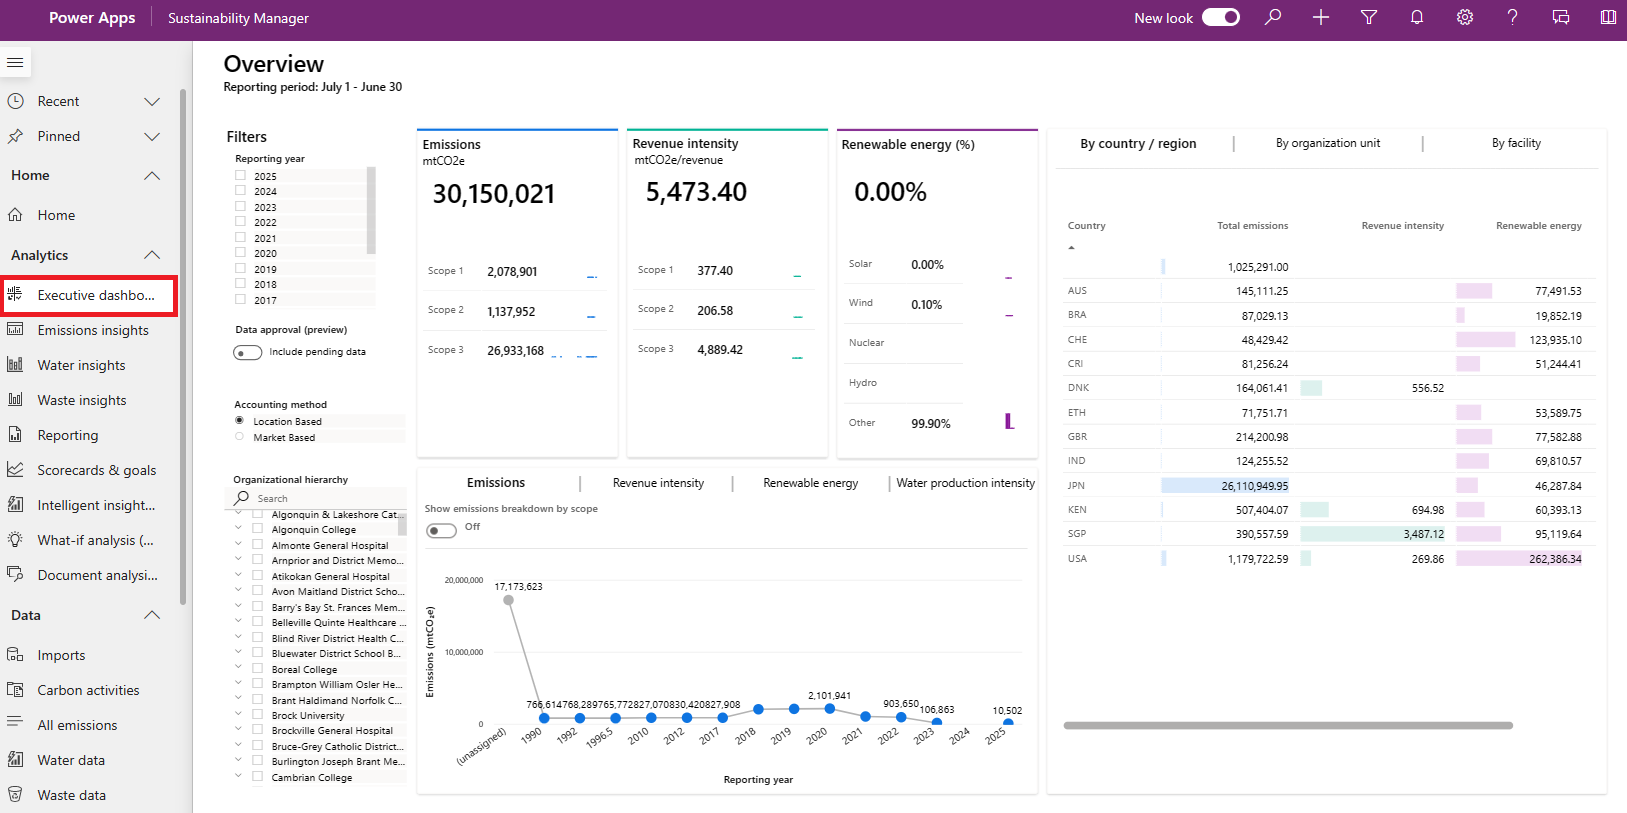 Power Apps
Sustainability Manager
New look
Recent
Pinned
Home
Home
Analytics
Executive dashbo...
Emissions insights
Water insights
Waste insights
Reporting
Scorecards & goals
Intelligent insight...
What-if analysis (...
Document analysi...
Data
Imports
Carbon activities
All emissions
Water data
Waste data
Overview
Reporting period: July 1 - June 30
Filters
Reporting year
2025
2024
2023
2022
2021
2020
2019
2018
2017
Data approval (preview)
Include pending data
Accounting method
Location Based
Market Based
Organizational hierarchy
Search
Algonquin & Lakeshore Cat...
Algonquin College
Almonte General Hospital
Arnprior and District Memo...
Atikokan General Hospital
Avon Maitland District Scho...
Barry's Bay St. Frances Mem...
Belleville Quinte Healthcare ...
Blind River District Health C...
Bluewater District School B...
Boreal College
Brampton William Osler He...
Brant Haldimand Norfolk C...
Brock University
Brockville General Hospital
Bruce-Grey Catholic District...
Burlington Joseph Brant Me...
Cambrian College
Emissions
mtCO2e
30,150,021
Scope 1 2,078,901
Scope 2 1,137,952
Scope 3 26,933,168
Revenue intensity
mtCO2e/revenue
5,473.40
Scope 1 377.40
Scope 2 206.58
Scope 3 4,889.42
Renewable energy (%)
0.00%
Solar 0.00%
Wind 0.10%
Nuclear
Hydro
Other 99.90%
Emissions Revenue intensity Renewable energy Water production intensity
Show emissions breakdown by scope
Off
Emissions (mtCO₂e)
20,000,000
10,000,000
0
17,173,623
766,614 768,289 765,772 827,070 830,420 827,908
2,101,941
903,650
106,863
10,502
(unassigned) 1990 1992 1996.5 2010 2012 2017 2018 2019 2020 2021 2022 2023 2024 2025
Reporting year
By country / region By organization unit By facility
Country Total emissions Revenue intensity Renewable energy
1,025,291.00
AUS 145,111.25 77,491.53
BRA 87,029.13 19,852.19
CHE 48,429.42 123,935.10
CRI 81,256.24 51,244.41
DNK 164,061.41 556.52
ETH 71,751.71 53,589.75
GBR 214,200.98 77,582.88
IND 124,255.52 69,810.57
JPN 26,110,949.95 46,287.84
KEN 507,404.07 694.98 60,393.13
SGP 390,557.59 3,487.12 95,119.64
USA 1,179,722.59 269.86 262,386.34